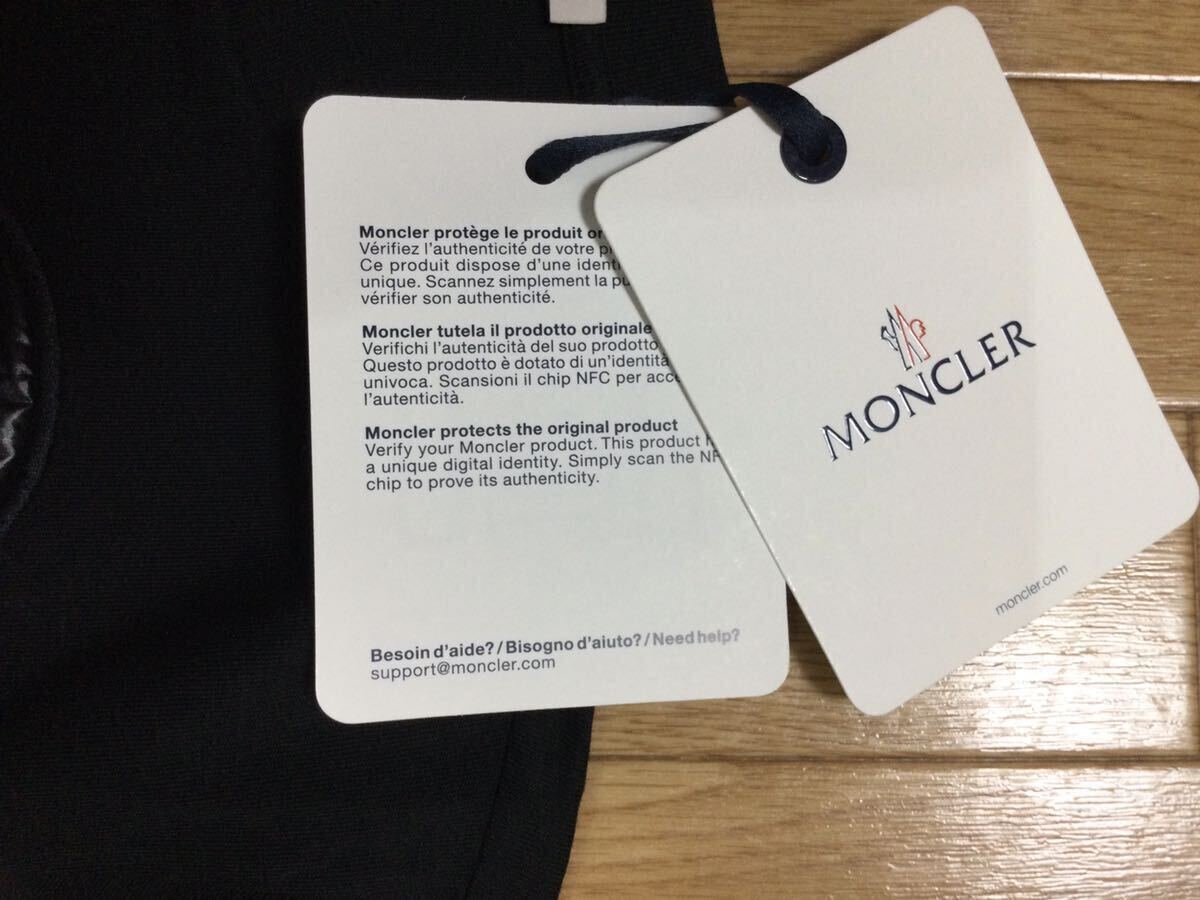 Moncler protège le produit
Vérifiez l'authenticité de votre
Ce produit dispose d'une
unique. Scannez simplement la
vérifier son authenticité.
Moncler tutela il prodotto originale
Verifichi l'autenticità del suo prodotto
Questo prodotto è dotato di un'identità
univoca. Scansioni il chip NFC per
l'autenticità.
Moncler protects the original product
Verify your Moncler product. This product
a unique digital identity. Simply scan the
chip to prove its authenticity.
Besoin d'aide? / Bisogno d'aiuto? / Need help?
support@moncler.com
MONCLER
moncler.com